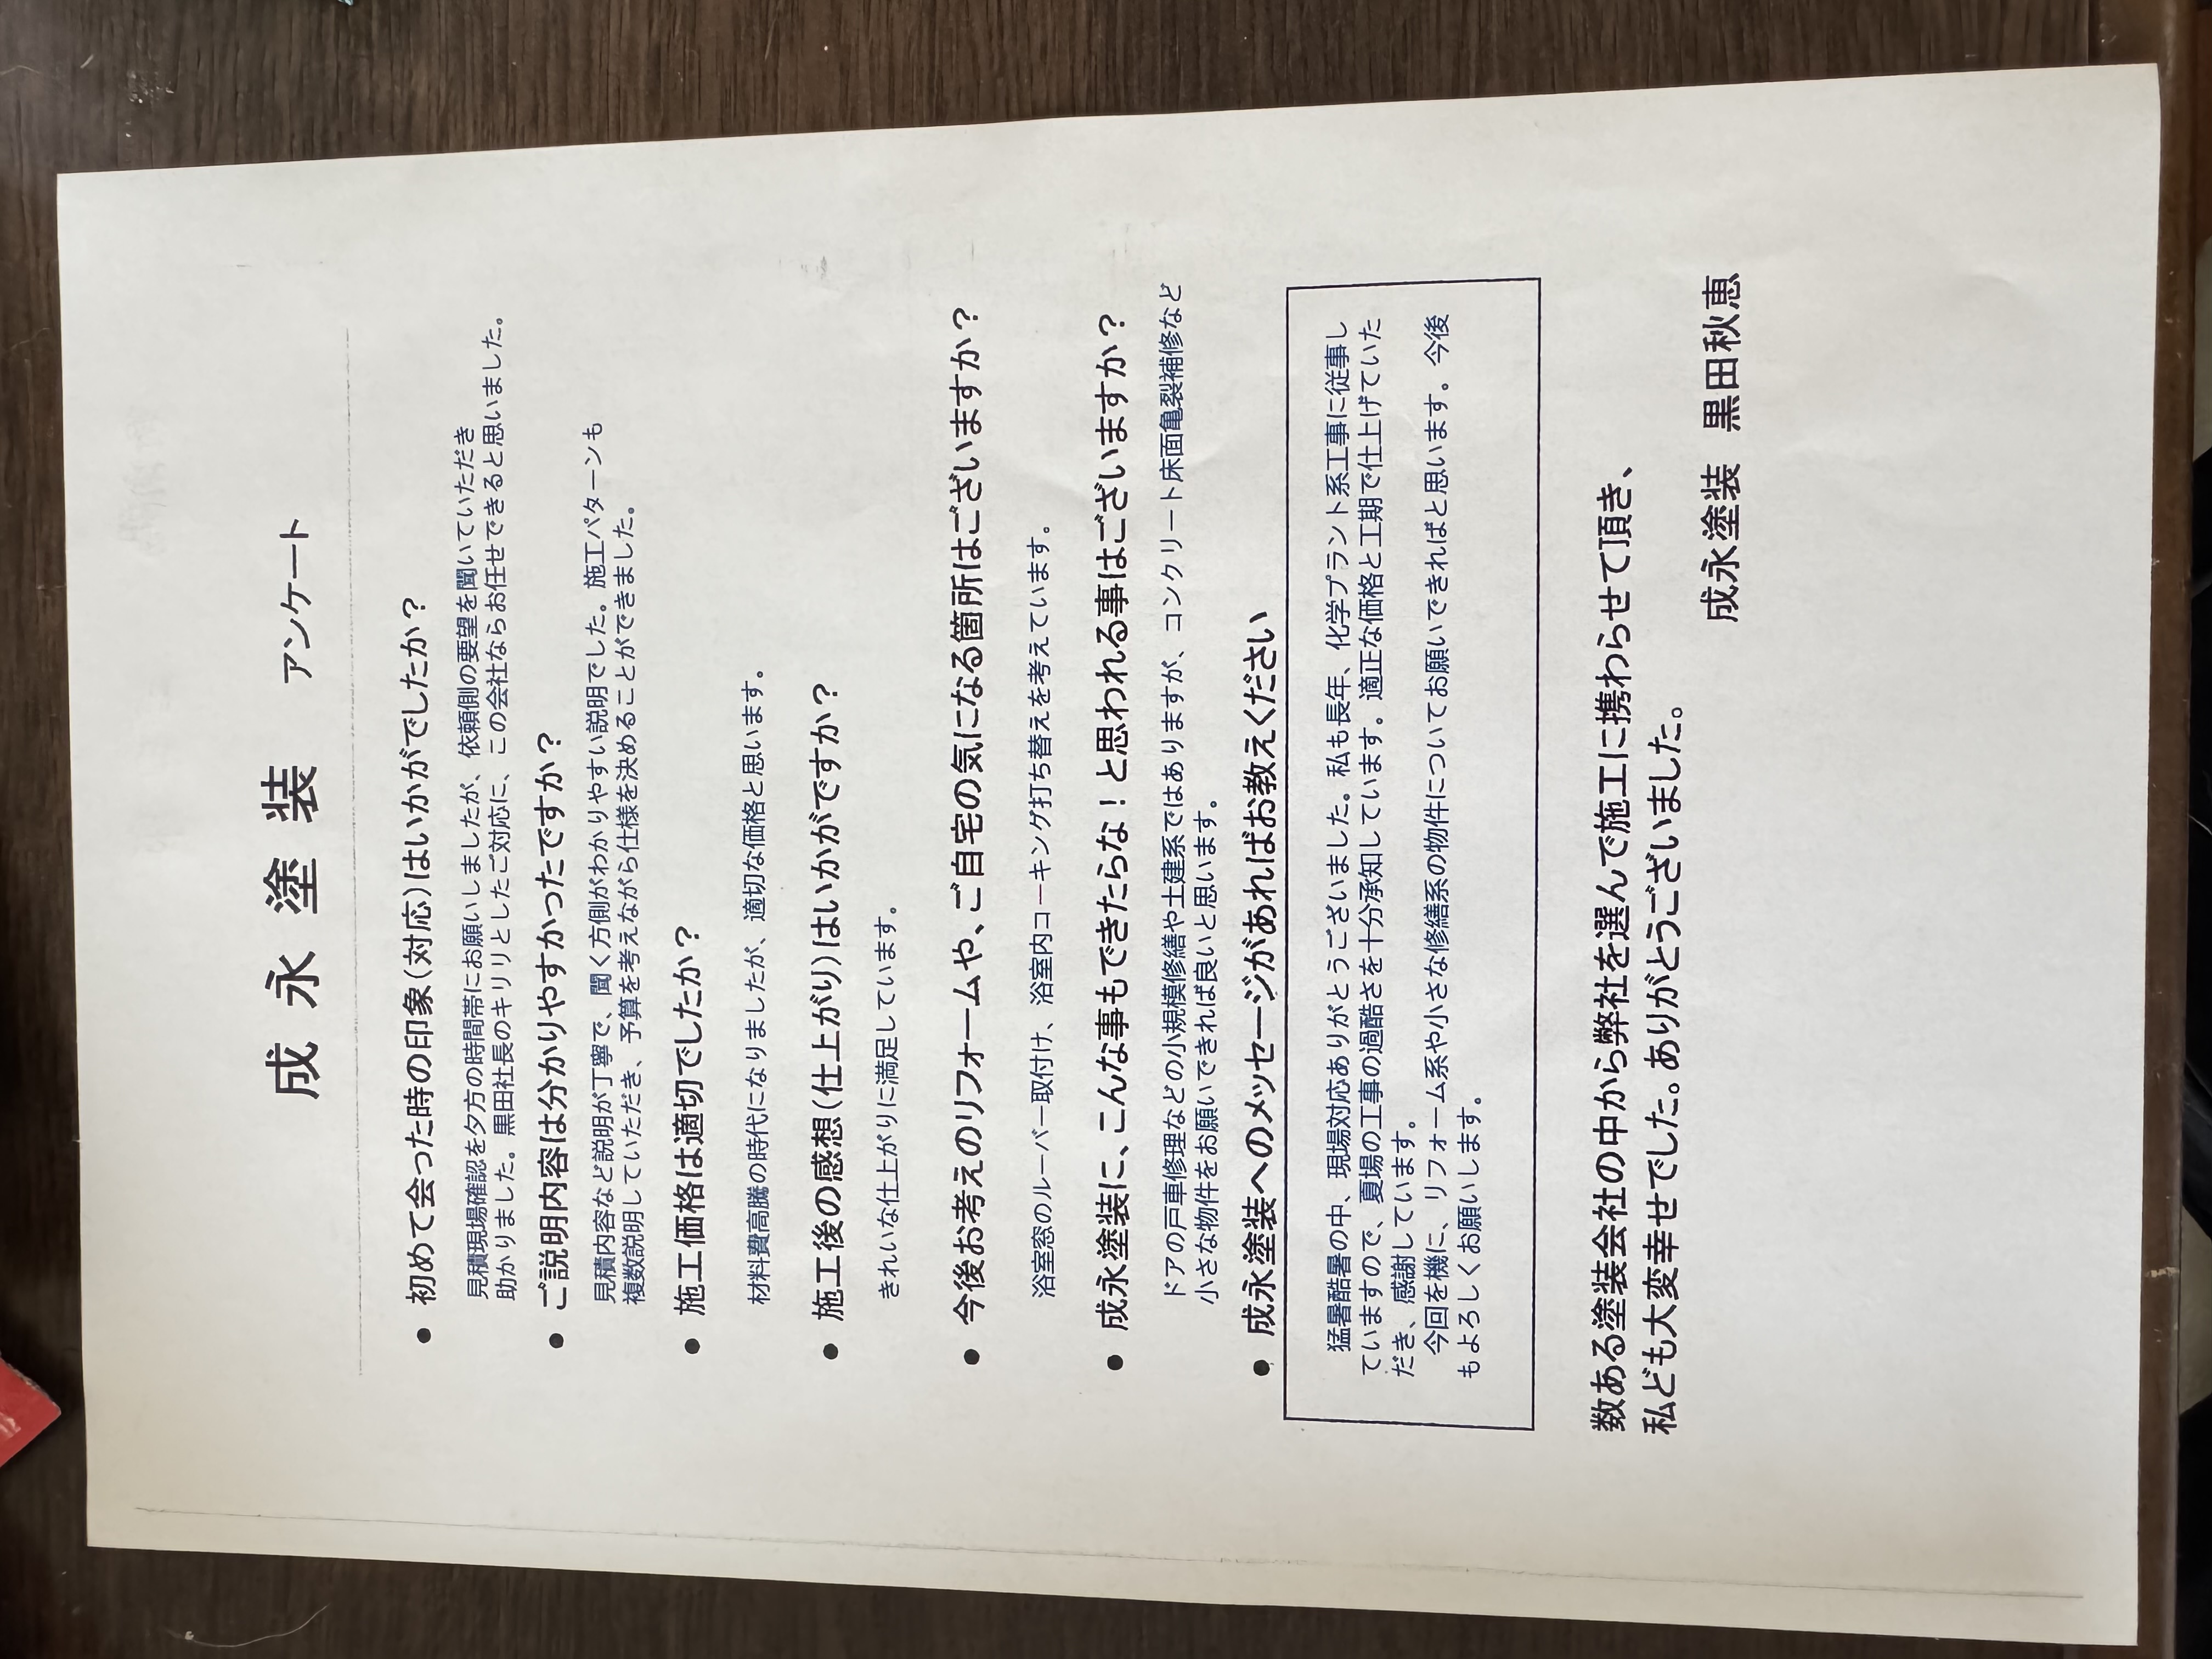 成永塗装 アンケート
● 初めて会った時の印象(対応)はいかがでしたか？
見積現場確認を夕方の時間帯にお願いしましたが、依頼側の要望を聞いていただき
助かりました。黒田社長のキリリとしたご対応に、この会社ならお任せできると思いました。
● ご説明内容は分かりやすかったですか？
見積内容など説明が丁寧で、聞く方側がわかりやすい説明でした。施工パターンも
複数説明していただき、予算を考えながら仕様を決めることができました。
● 施工価格は適切でしたか？
材料費高騰の時代になりましたが、適切な価格と思います。
● 施工後の感想(仕上がり)はいかがですか？
きれいな仕上がりに満足しています。
● 今後お考えのリフォームや、ご自宅の気になる箇所はございますか？
浴室窓のルーバー取付け、浴室内コーキング打ち替えを考えています。
● 成永塗装に、こんな事もできたらな！と思われる事はございますか？
ドアの戸車修理などの小規模修繕や土建系ではありますが、コンクリート床面亀裂補修など
小さな物件をお願いできれば良いと思います。
● 成永塗装へのメッセージがあればお教えください
猛暑酷暑の中、現場対応ありがとうございました。私も長年、化学プラント系工事に従事し
ていますので、夏場の工事の過酷さを十分承知しています。適正な価格と工期で仕上げていた
だき、感謝しています。
今回を機に、リフォーム系や小さな修繕系の物件についてお願いできればと思います。今後
もよろしくお願いします。
数ある塗装会社の中から弊社を選んで施工に携わらせて頂き、
私ども大変幸せでした。ありがとうございました。
成永塗装 黒田秋恵